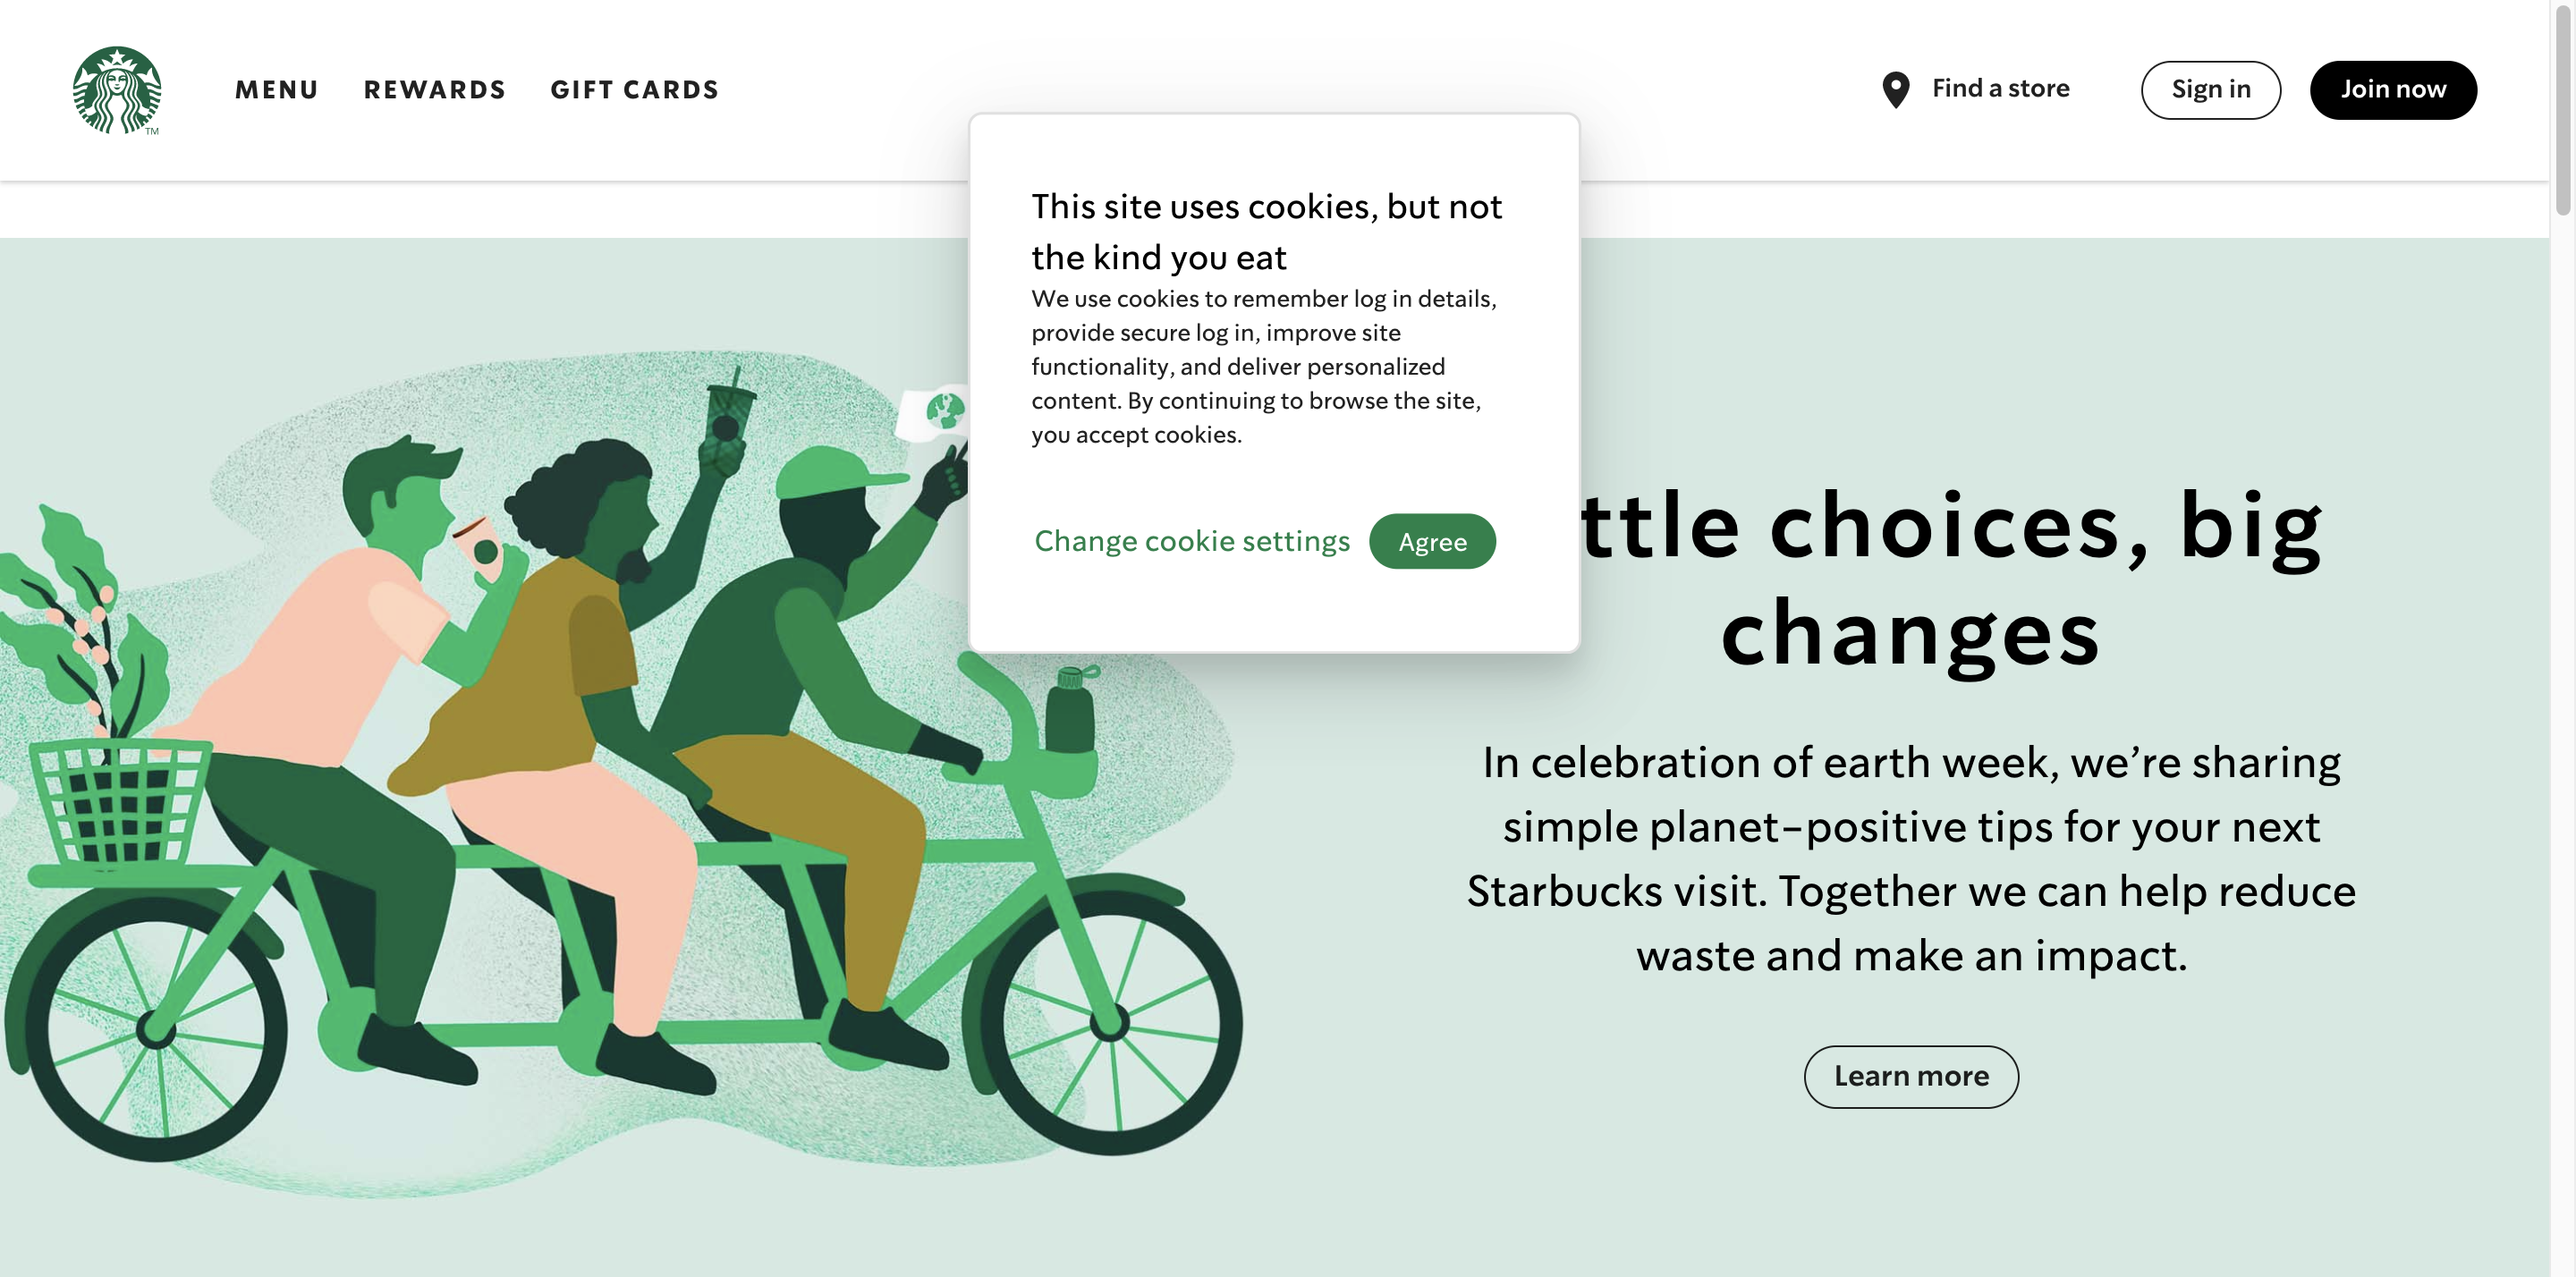 TM
MENU
REWARDS
GIFT CARDS
Find a store
Sign in
Join now
This site uses cookies, but not
the kind you eat
We use cookies to remember log in details,
provide secure log in, improve site
functionality, and deliver personalized
content. By continuing to browse the site,
you accept cookies.
Change cookie settings
Agree
ttle choices, big
changes
In celebration of earth week, we’re sharing
simple planet-positive tips for your next
Starbucks visit. Together we can help reduce
waste and make an impact.
Learn more